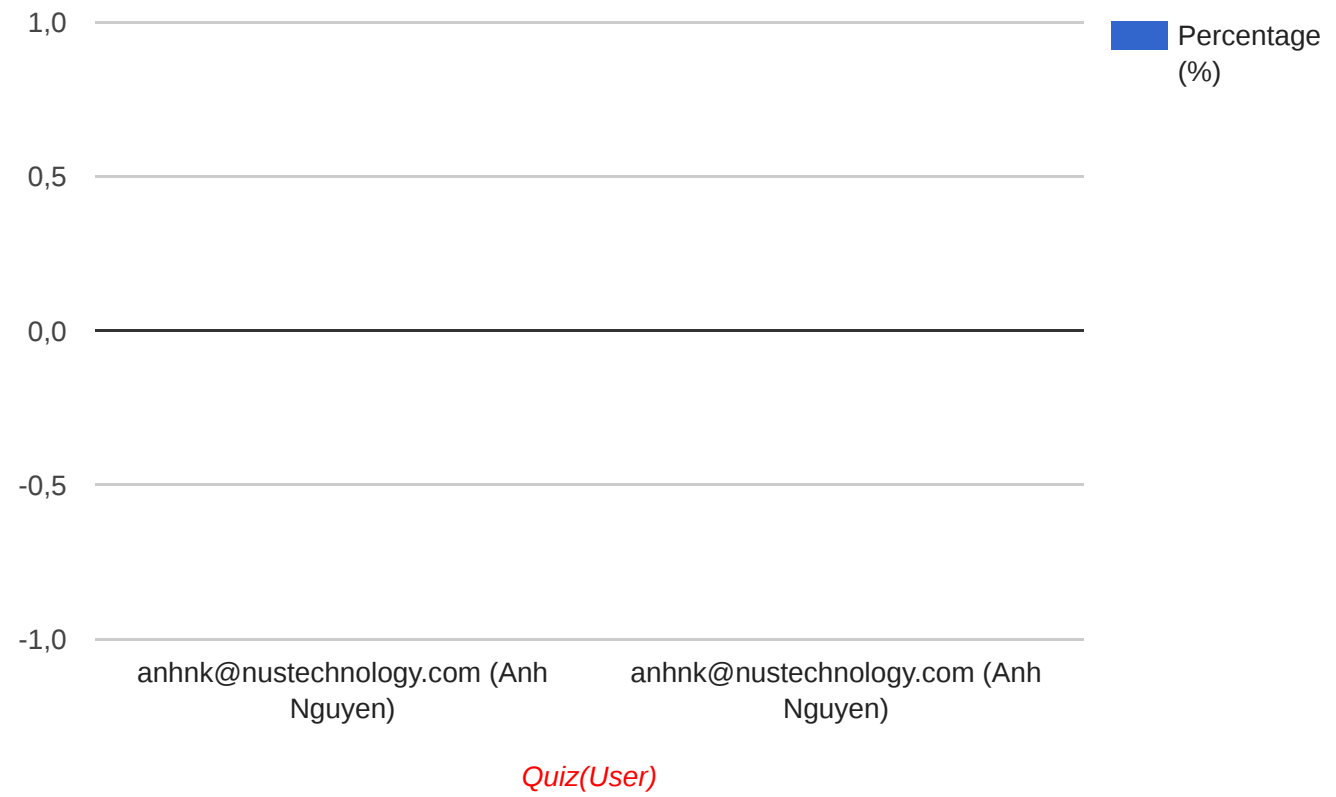 1,0
Percentage
(%)
0,5
0,0
-0,5
-1,0
anhnk@nustechnology.com (Anh
Nguyen)
anhnk@nustechnology.com (Anh
Nguyen)
Quiz(User)